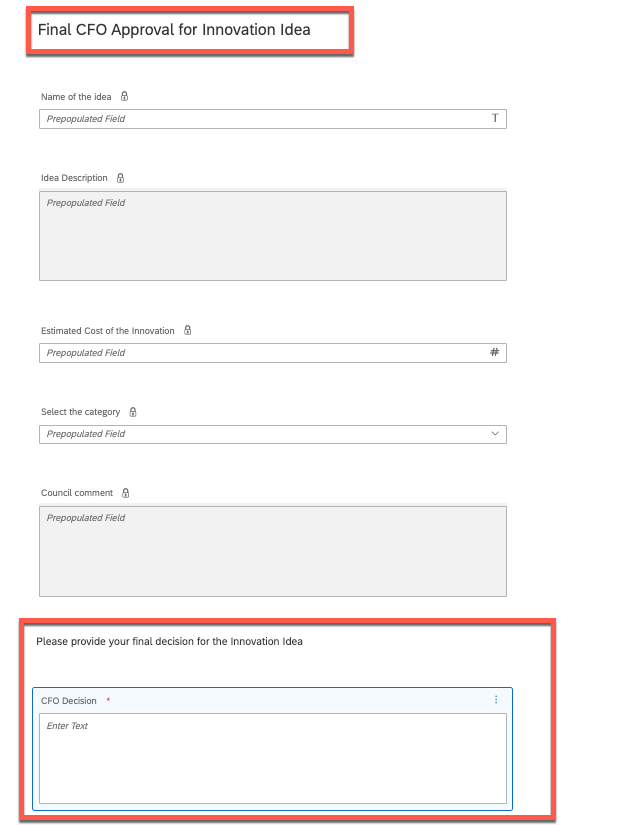 Final CFO Approval for Innovation Idea
Name of the idea
Prepopulated Field T
Idea Description
Prepopulated Field
Estimated Cost of the Innovation
Prepopulated Field #
Select the category
Prepopulated Field
Council comment
Prepopulated Field
Please provide your final decision for the Innovation Idea
CFO Decision *
Enter Text